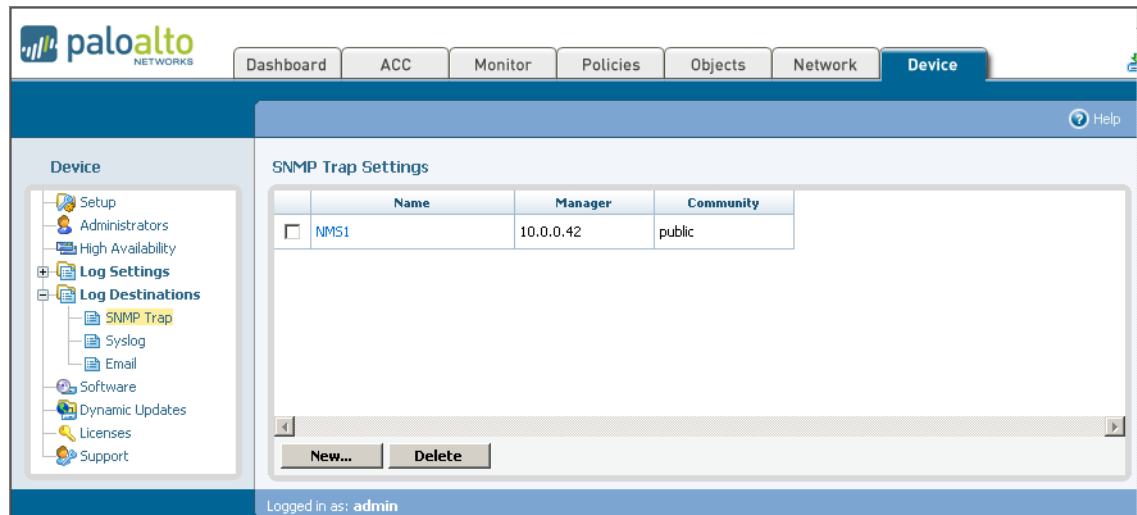 paloalto
NETWORKS
Dashboard ACC Monitor Policies Objects Network Device
Help
Device
Setup
Administrators
High Availability
Log Settings
Log Destinations
SNMP Trap
Syslog
Email
Software
Dynamic Updates
Licenses
Support
SNMP Trap Settings
Name Manager Community
NMS1 10.0.0.42 public
New... Delete
Logged in as: admin